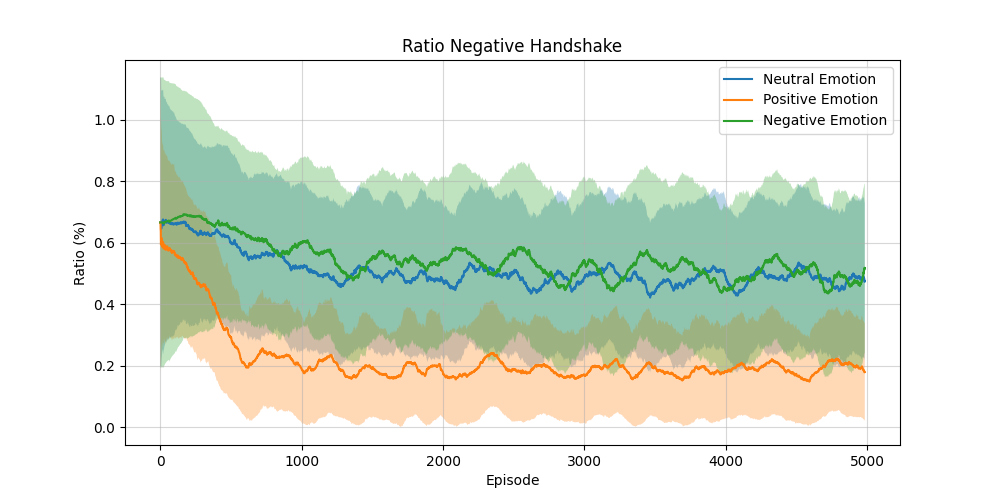 Ratio Negative Handshake
Neutral Emotion
Positive Emotion
Negative Emotion
Ratio (%)
1.0
0.8
0.6
0.4
0.2
0.0
0 1000 2000 3000 4000 5000
Episode